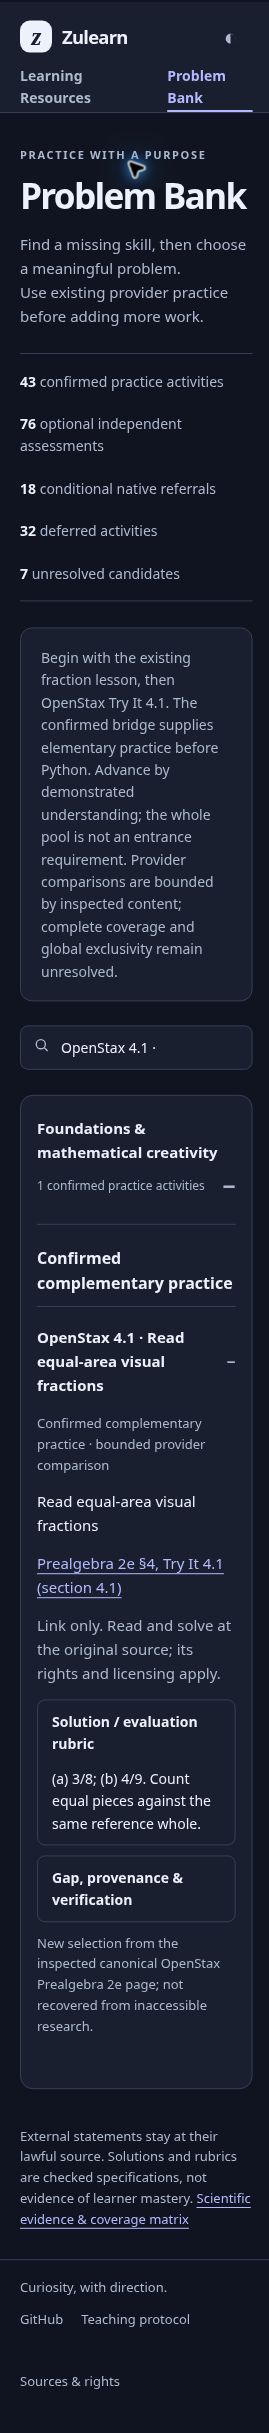 z Zulearn
Learning Resources
Problem Bank
PRACTICE WITH A PURPOSE
Problem Bank
Find a missing skill, then choose
a meaningful problem.
Use existing provider practice
before adding more work.
43 confirmed practice activities
76 optional independent
assessments
18 conditional native referrals
32 deferred activities
7 unresolved candidates
Begin with the existing
fraction lesson, then
OpenStax Try It 4.1. The
confirmed bridge supplies
elementary practice before
Python. Advance by
demonstrated
understanding; the whole
pool is not an entrance
requirement. Provider
comparisons are bounded
by inspected content;
complete coverage and
global exclusivity remain
unresolved.
OpenStax 4.1 ·
Foundations &
mathematical creativity
1 confirmed practice activities –
Confirmed
complementary practice
OpenStax 4.1 · Read
equal-area visual –
fractions
Confirmed complementary
practice · bounded provider
comparison
Read equal-area visual
fractions
Prealgebra 2e §4, Try It 4.1
(section 4.1)
Link only. Read and solve at
the original source; its
rights and licensing apply.
Solution / evaluation
rubric
(a) 3/8; (b) 4/9. Count
equal pieces against the
same reference whole.
Gap, provenance &
verification
New selection from the
inspected canonical OpenStax
Prealgebra 2e page; not
recovered from inaccessible
research.
External statements stay at their
lawful source. Solutions and rubrics
are checked specifications, not
evidence of learner mastery. Scientific
evidence & coverage matrix
Curiosity, with direction.
GitHub Teaching protocol
Sources & rights